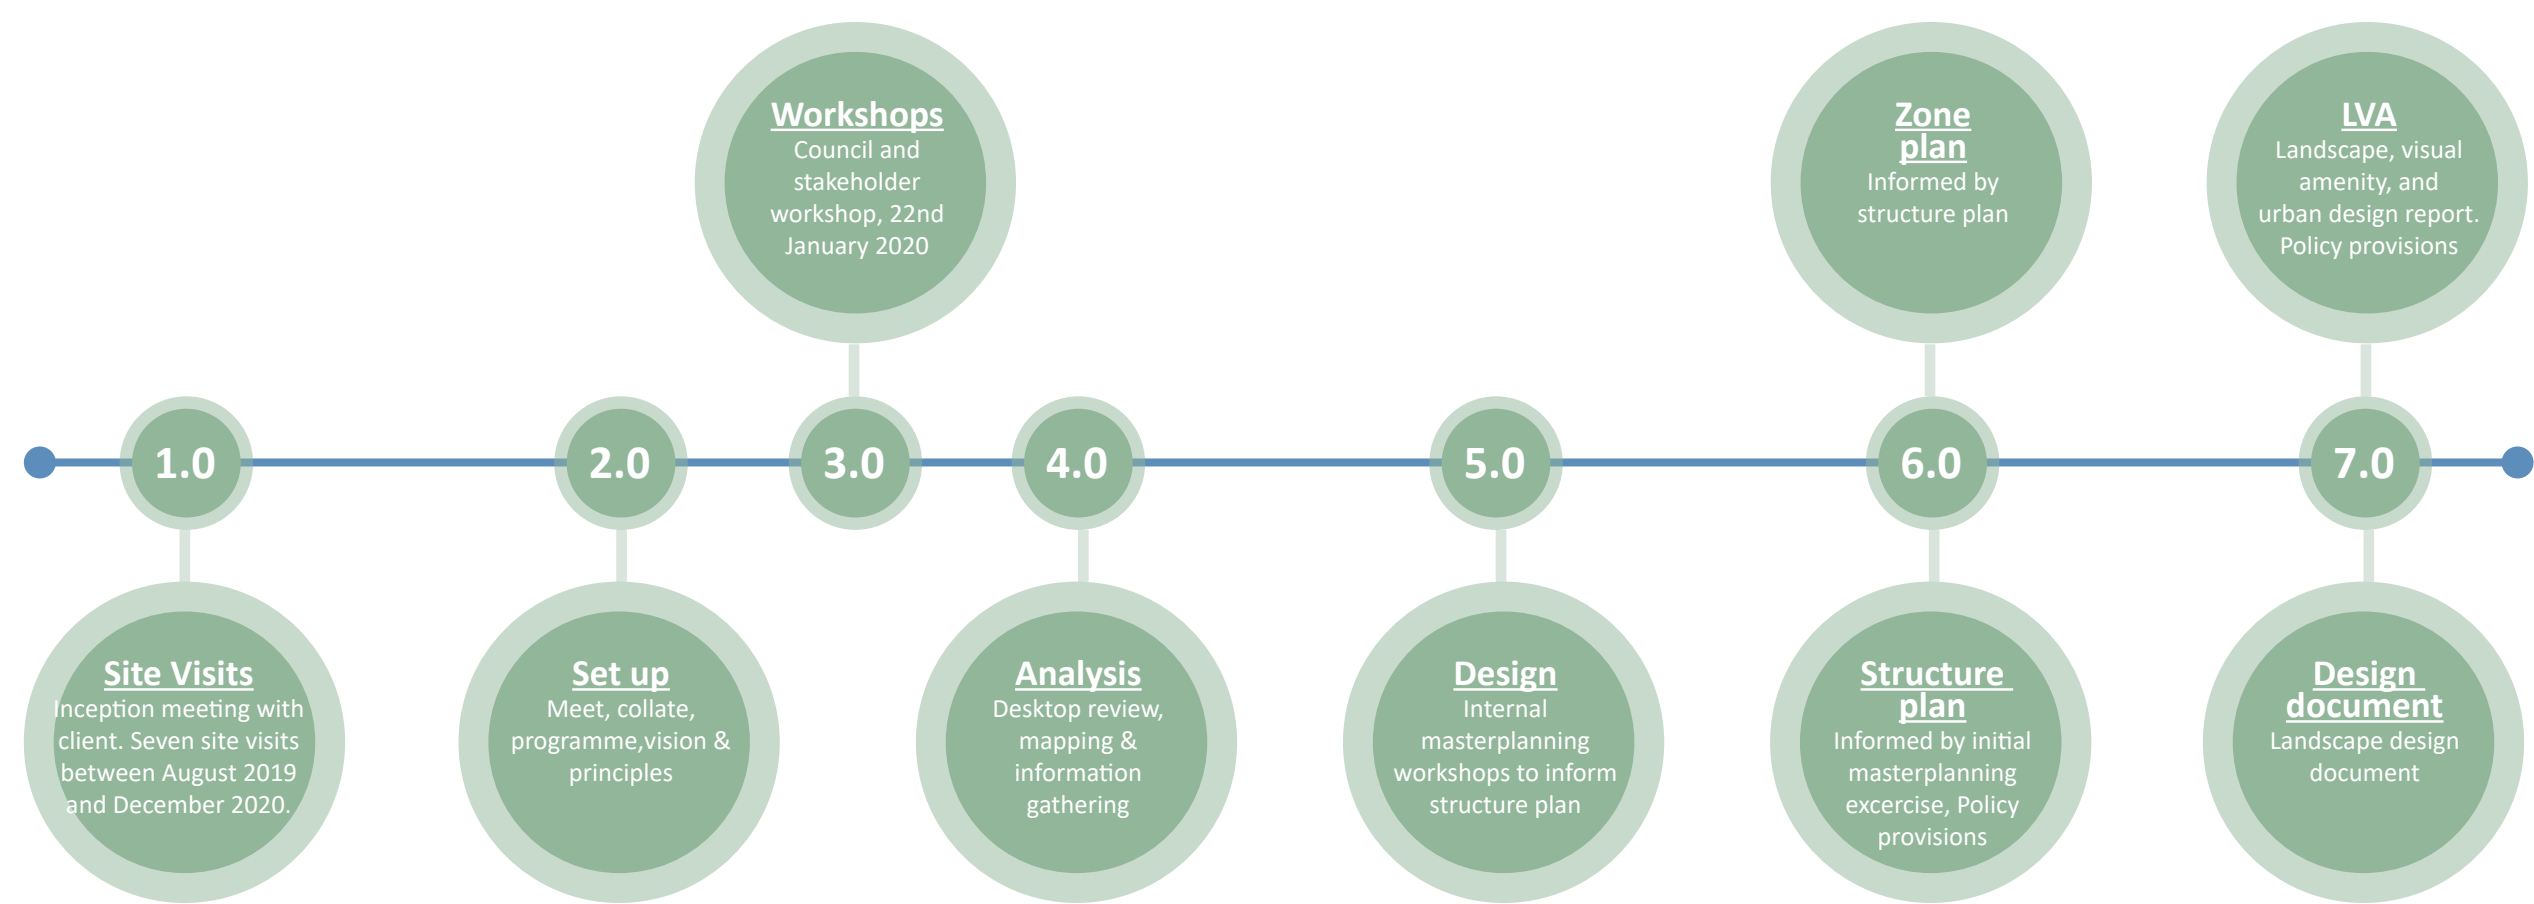 Workshops
Council and
stakeholder
workshop, 22nd
January 2020
Zone
plan
Informed by
structure plan
LVA
Landscape, visual
amenity, and
urban design report.
Policy provisions
1.0
2.0
3.0
4.0
5.0
6.0
7.0
Site Visits
Inception meeting with
client. Seven site visits
between August 2019
and December 2020.
Set up
Meet, collate,
programme,vision &
principles
Analysis
Desktop review,
mapping &
information
gathering
Design
Internal
masterplanning
workshops to inform
structure plan
Structure
plan
Informed by initial
masterplanning
excercise, Policy
provisions
Design
document
Landscape design
document